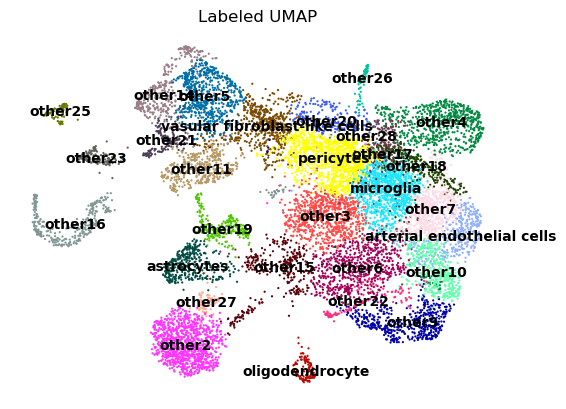 Labeled UMAP
other26
other14
other5
other25
other20
other4
vasular fibroblast-like cells
other28
other21
other17
other23
pericytes
other18
other11
microglia
other7
other3
other16
other19
arterial endothelial cells
astrocytes
other15
other6
other10
other27
other22
other9
other2
oligodendrocyte